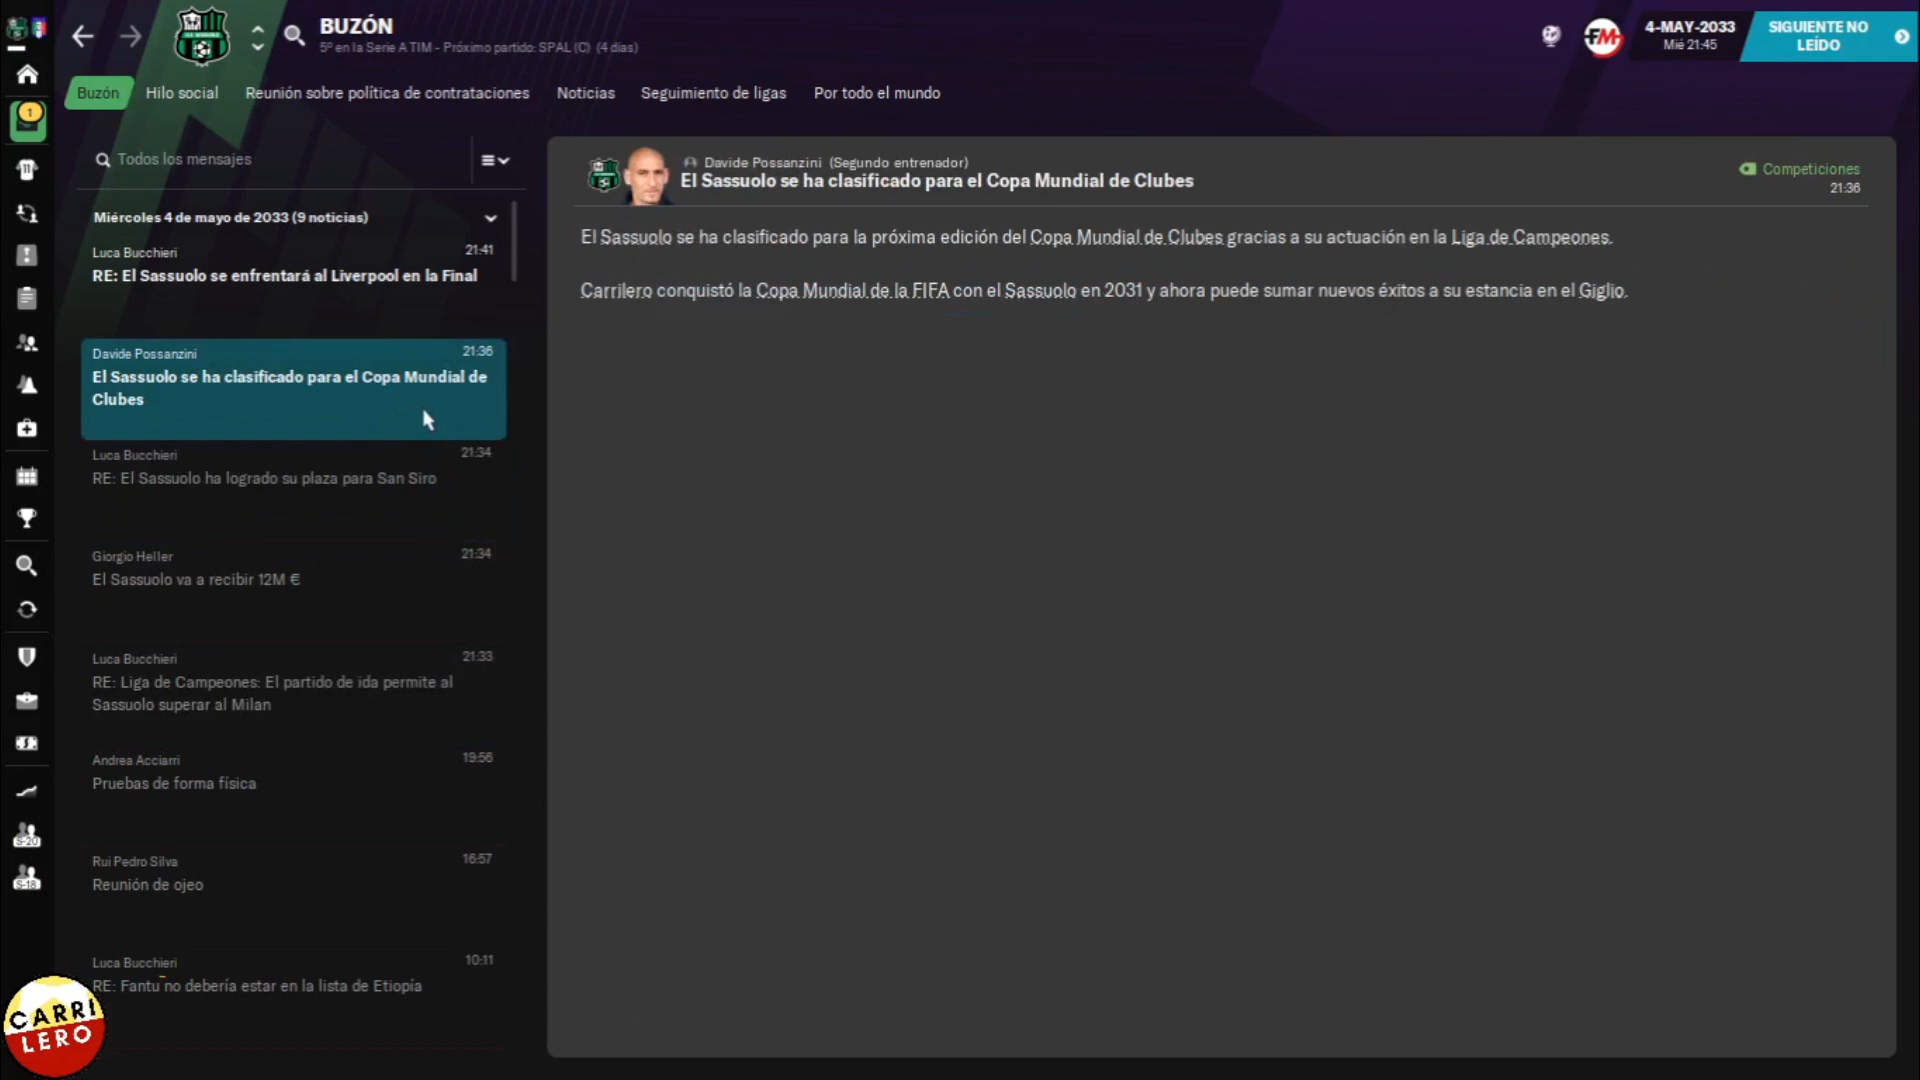 BUZÓN
5º en la Serie A TIM - Próximo partido: SPAL (C) (4 días)
4-MAY-2033
Mié 21:45
SIGUIENTE NO
LEÍDO
Buzón
Hilo social
Reunión sobre política de contrataciones
Noticias
Seguimiento de ligas
Por todo el mundo
1
11
S-20
S-18
Todos los mensajes
Miércoles 4 de mayo de 2033 (9 noticias)
Luca Bucchieri
21:41
RE: El Sassuolo se enfrentará al Liverpool en la Final
Davide Possanzini
21:36
El Sassuolo se ha clasificado para el Copa Mundial de
Clubes
Luca Bucchieri
21:34
RE: El Sassuolo ha logrado su plaza para San Siro
Giorgio Heller
21:34
El Sassuolo va a recibir 12M €
Luca Bucchieri
21:33
RE: Liga de Campeones: El partido de ida permite al
Sassuolo superar al Milan
Andrea Acciarri
19:56
Pruebas de forma física
Rui Pedro Silva
16:57
Reunión de ojeo
Luca Bucchieri
10:11
RE: Fantu no debería estar en la lista de Etiopía
Davide Possanzini (Segundo entrenador)
El Sassuolo se ha clasificado para el Copa Mundial de Clubes
Competiciones
21:36
El Sassuolo se ha clasificado para la próxima edición del Copa Mundial de Clubes gracias a su actuación en la Liga de Campeones.
Carrilero conquistó la Copa Mundial de la FIFA con el Sassuolo en 2031 y ahora puede sumar nuevos éxitos a su estancia en el Giglio.
FM
CARRI
LERO